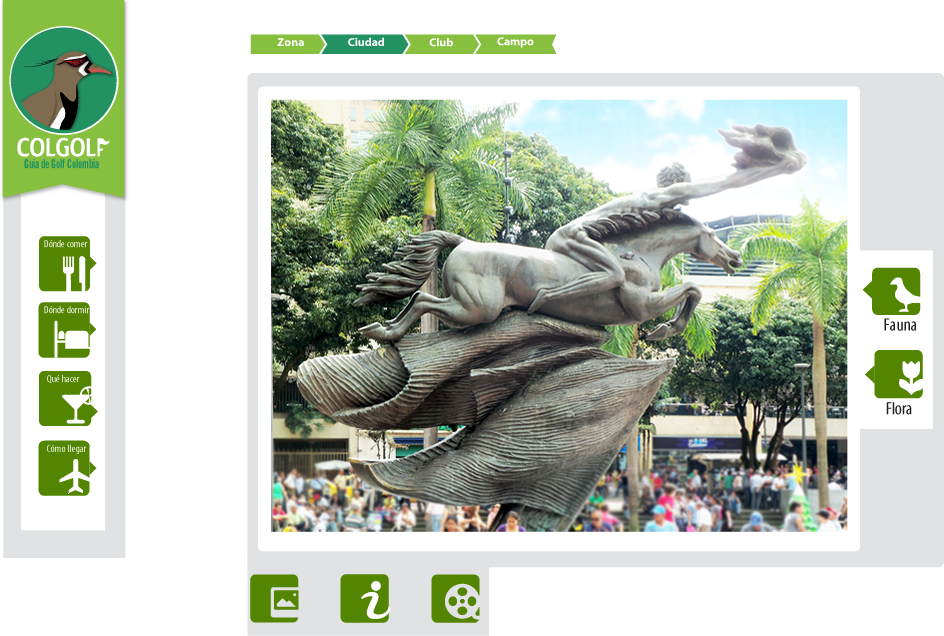 Zona
Ciudad
Club
Campo
COLGOLF
Guía de Golf Colombia
Dónde comer
Dónde dormir
Qué hacer
Cómo llegar
Fauna
Flora